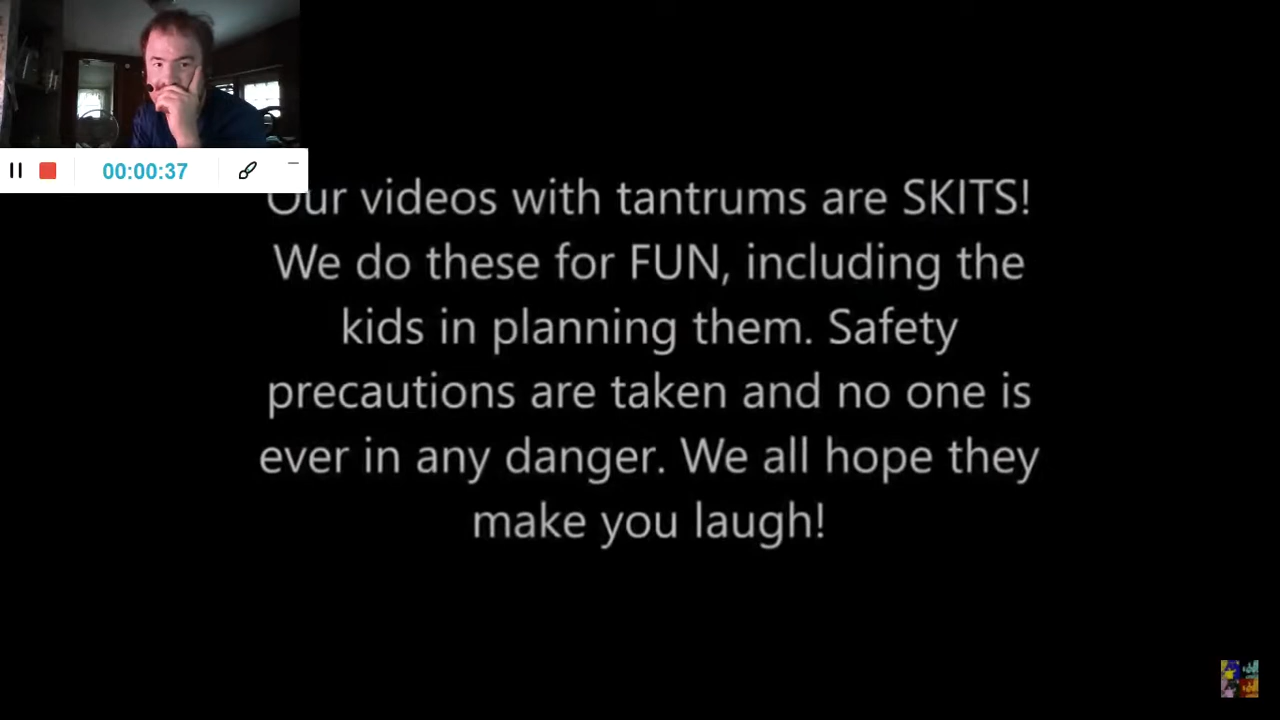 00:00:37
Our videos with tantrums are SKITS!
We do these for FUN, including the
kids in planning them. Safety
precautions are taken and no one is
ever in any danger. We all hope they
make you laugh!